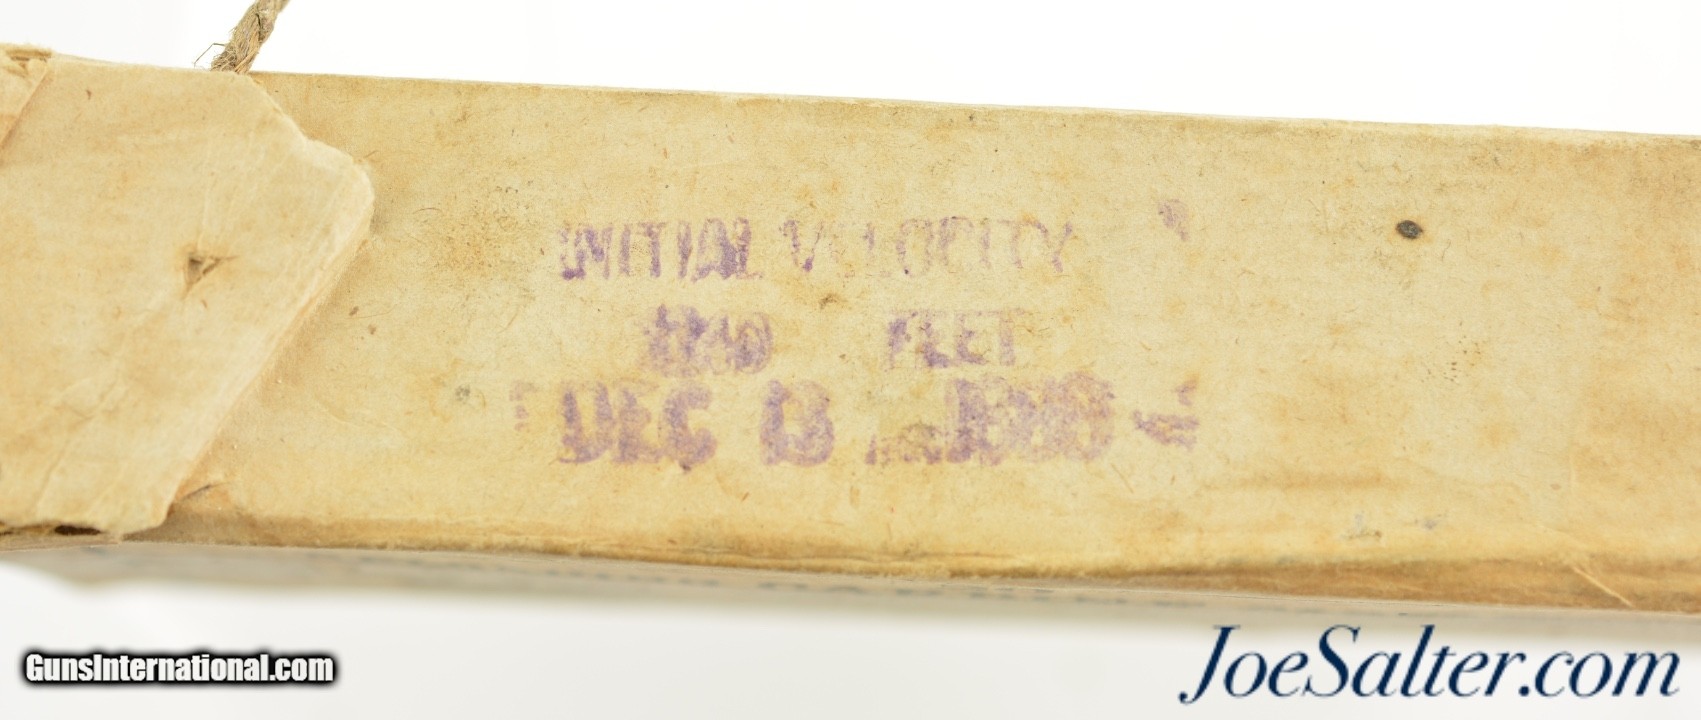 INITIAL VELOCITY
FEET
DEC 13
GunsInternational.com
JoeSalter.com